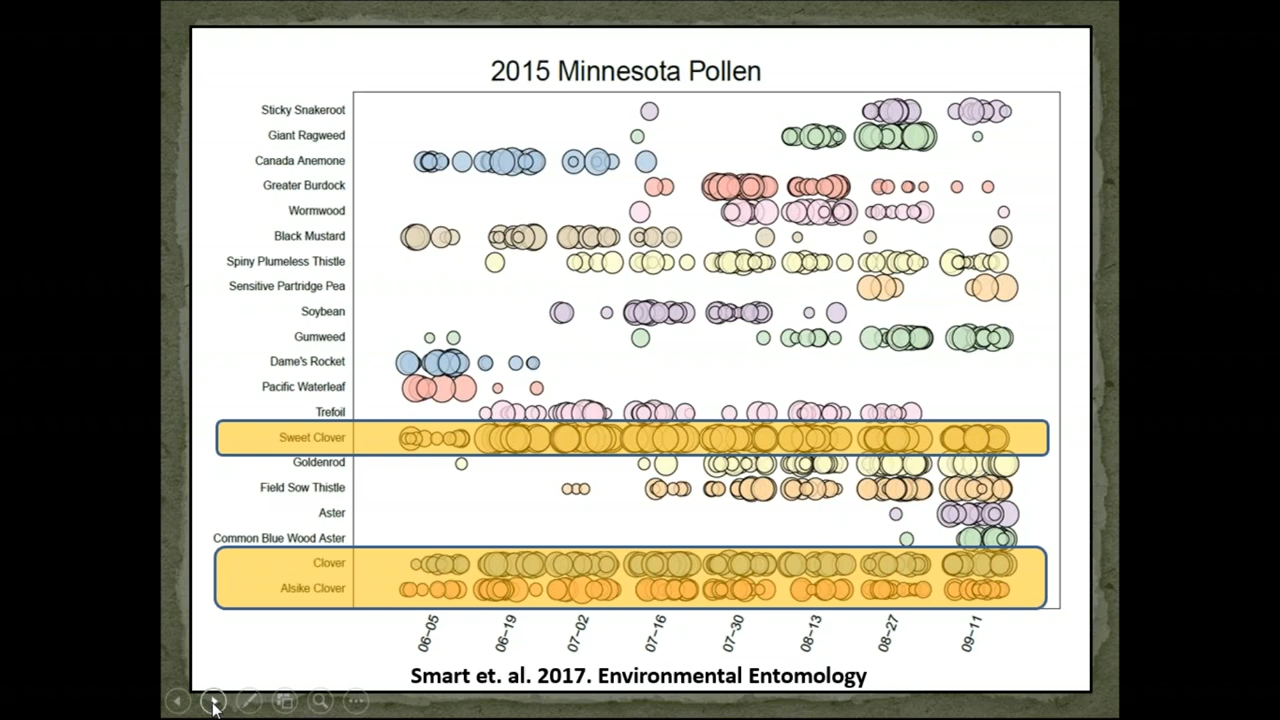 2015 Minnesota Pollen
Sticky Snakeroot
Giant Ragweed
Canada Anemone
Greater Burdock
Wormwood
Black Mustard
Spiny Plumeless Thistle
Sensitive Partridge Pea
Soybean
Gumweed
Dame's Rocket
Pacific Waterleaf
Trefoil
Sweet Clover
Goldenrod
Field Sow Thistle
Aster
Common Blue Wood Aster
Clover
Alsike Clover
06-05 06-19 07-02 07-16 07-30 08-13 08-27 09-11
Smart et. al. 2017. Environmental Entomology